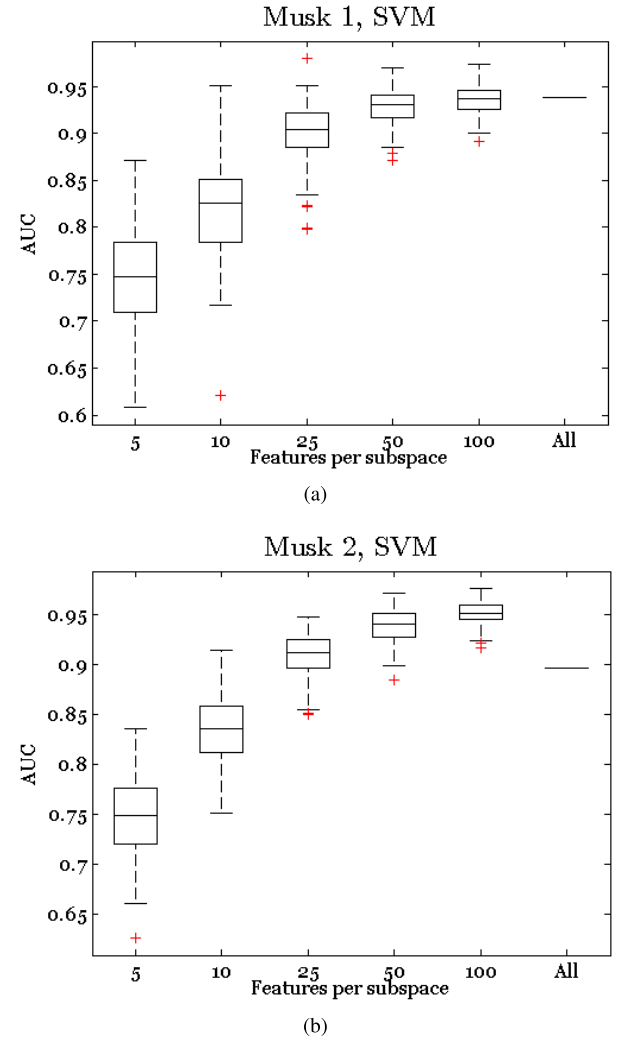 Musk 1, SVM
0.95
0.9
0.85
0.8
0.75
0.7
0.65
0.6
AUC
5 10 25 50 100 All
Features per subspace
(a)
Musk 2, SVM
0.95
0.9
0.85
0.8
0.75
0.7
0.65
AUC
5 10 25 50 100 All
Features per subspace
(b)